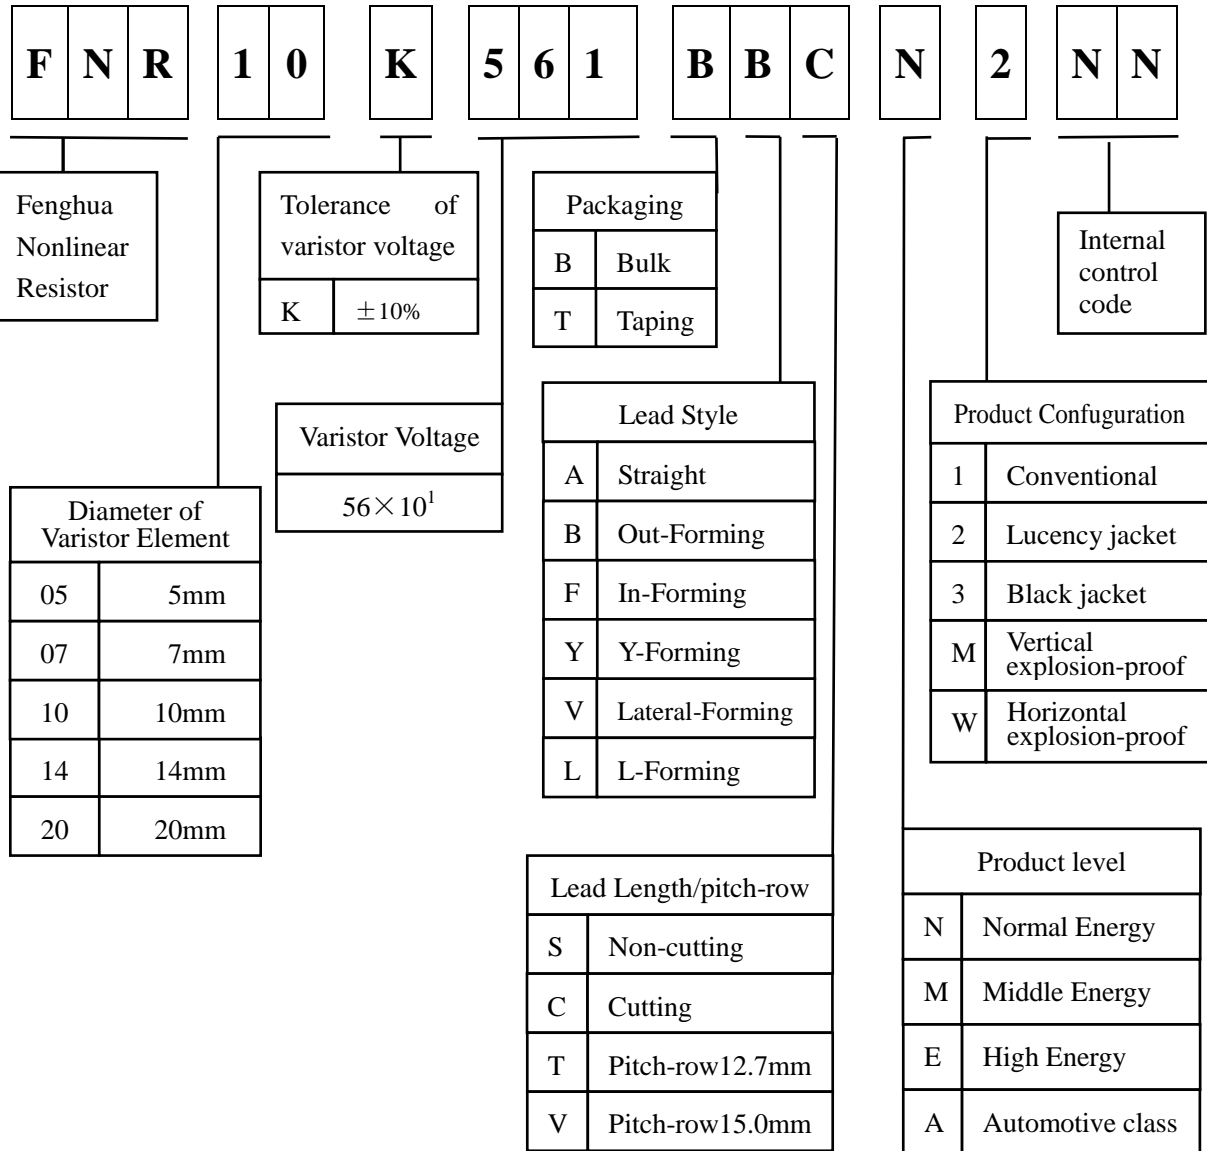 F N R 1 0 K 5 6 1 B B C N 2 N N
Fenghua
Nonlinear
Resistor
Tolerance of
varistor voltage
K ±10%
Packaging
B Bulk
T Taping
Internal
control
code
Varistor Voltage
56×10¹
Diameter of
Varistor Element
05 5mm
07 7mm
10 10mm
14 14mm
20 20mm
Lead Style
A Straight
B Out-Forming
F In-Forming
Y Y-Forming
V Lateral-Forming
L L-Forming
Product Confuguration
1 Conventional
2 Lucency jacket
3 Black jacket
M Vertical
explosion-proof
W Horizontal
explosion-proof
Lead Length/pitch-row
S Non-cutting
C Cutting
T Pitch-row12.7mm
V Pitch-row15.0mm
Product level
N Normal Energy
M Middle Energy
E High Energy
A Automotive class